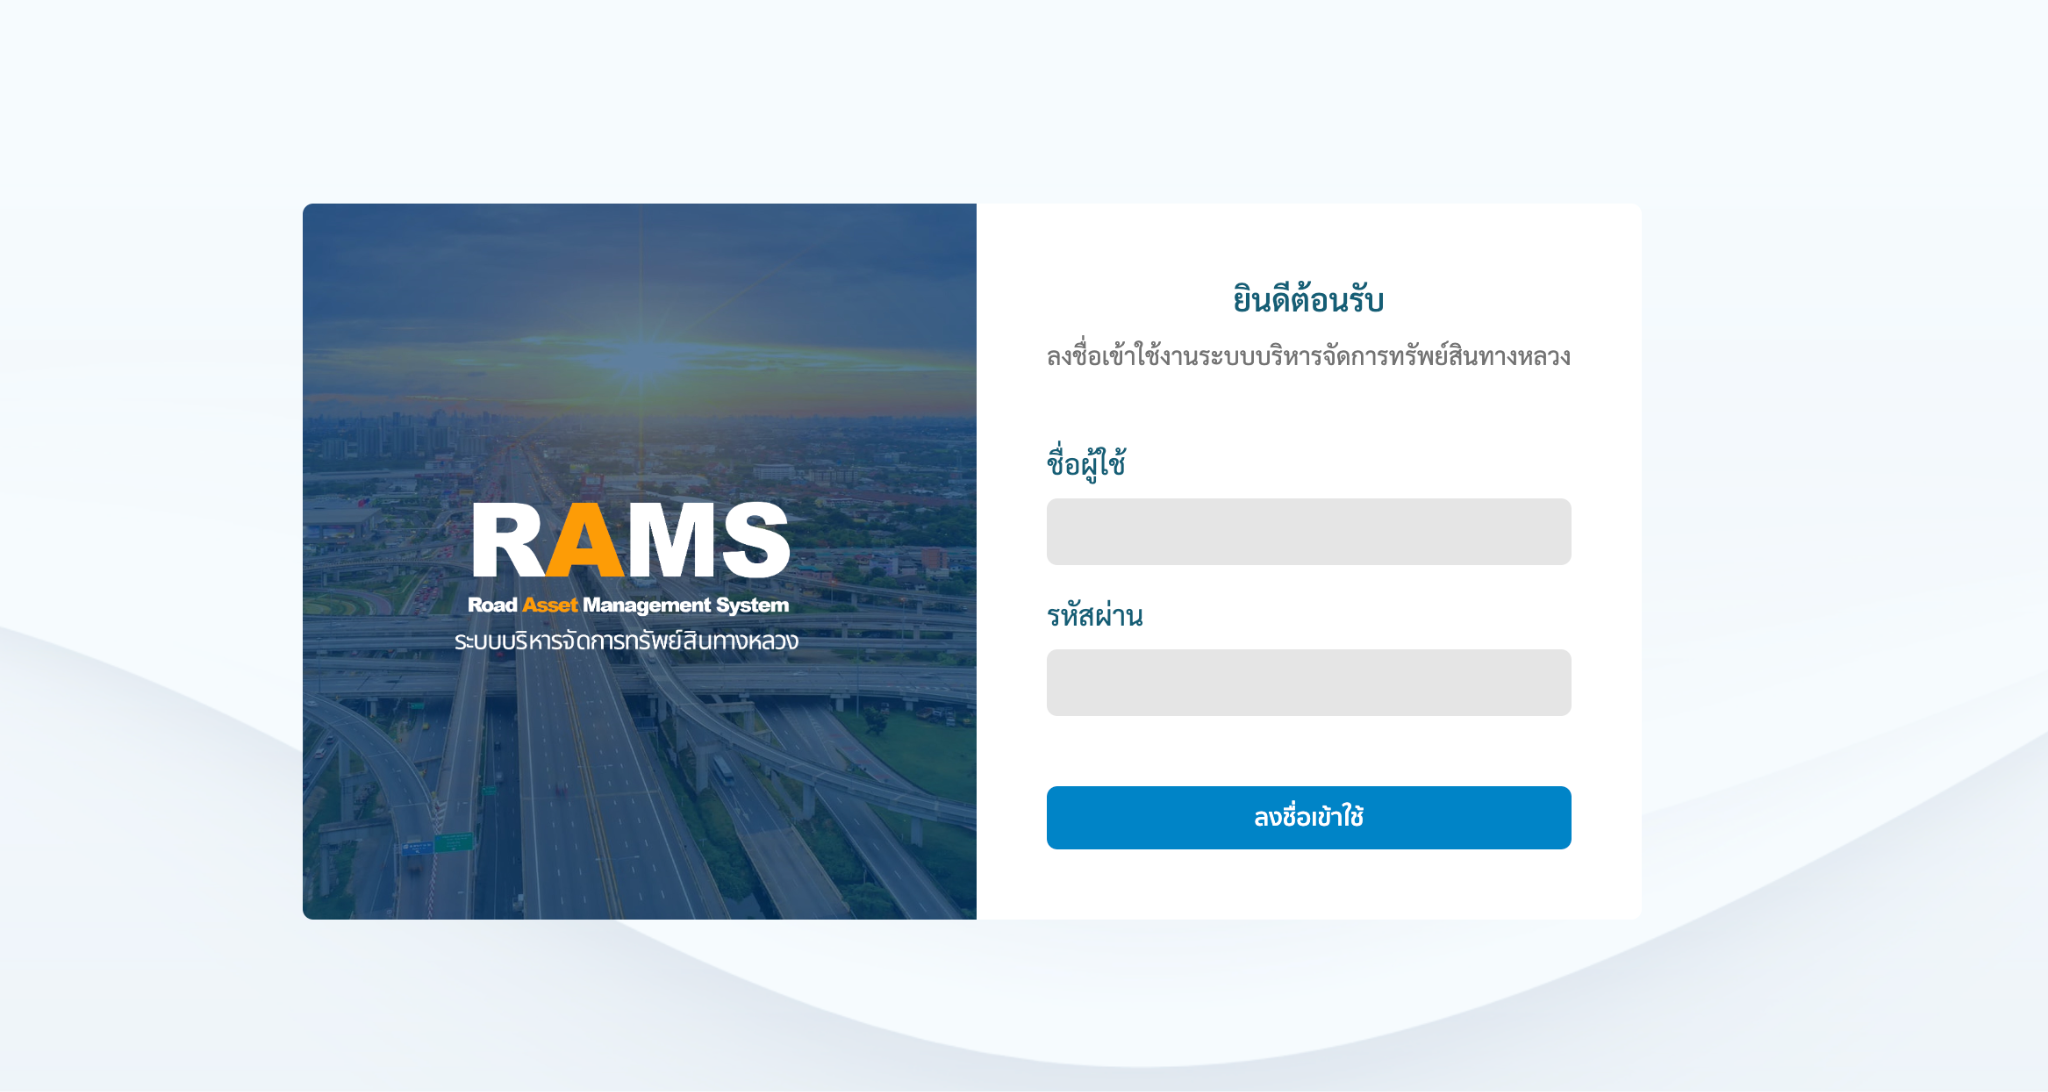 RAMS
Road Asset Management System
ระบบบริหารจัดการทรัพย์สินทางหลวง
ยินดีต้อนรับ
ลงชื่อเข้าใช้งานระบบบริหารจัดการทรัพย์สินทางหลวง
ชื่อผู้ใช้
รหัสผ่าน
ลงชื่อเข้าใช้